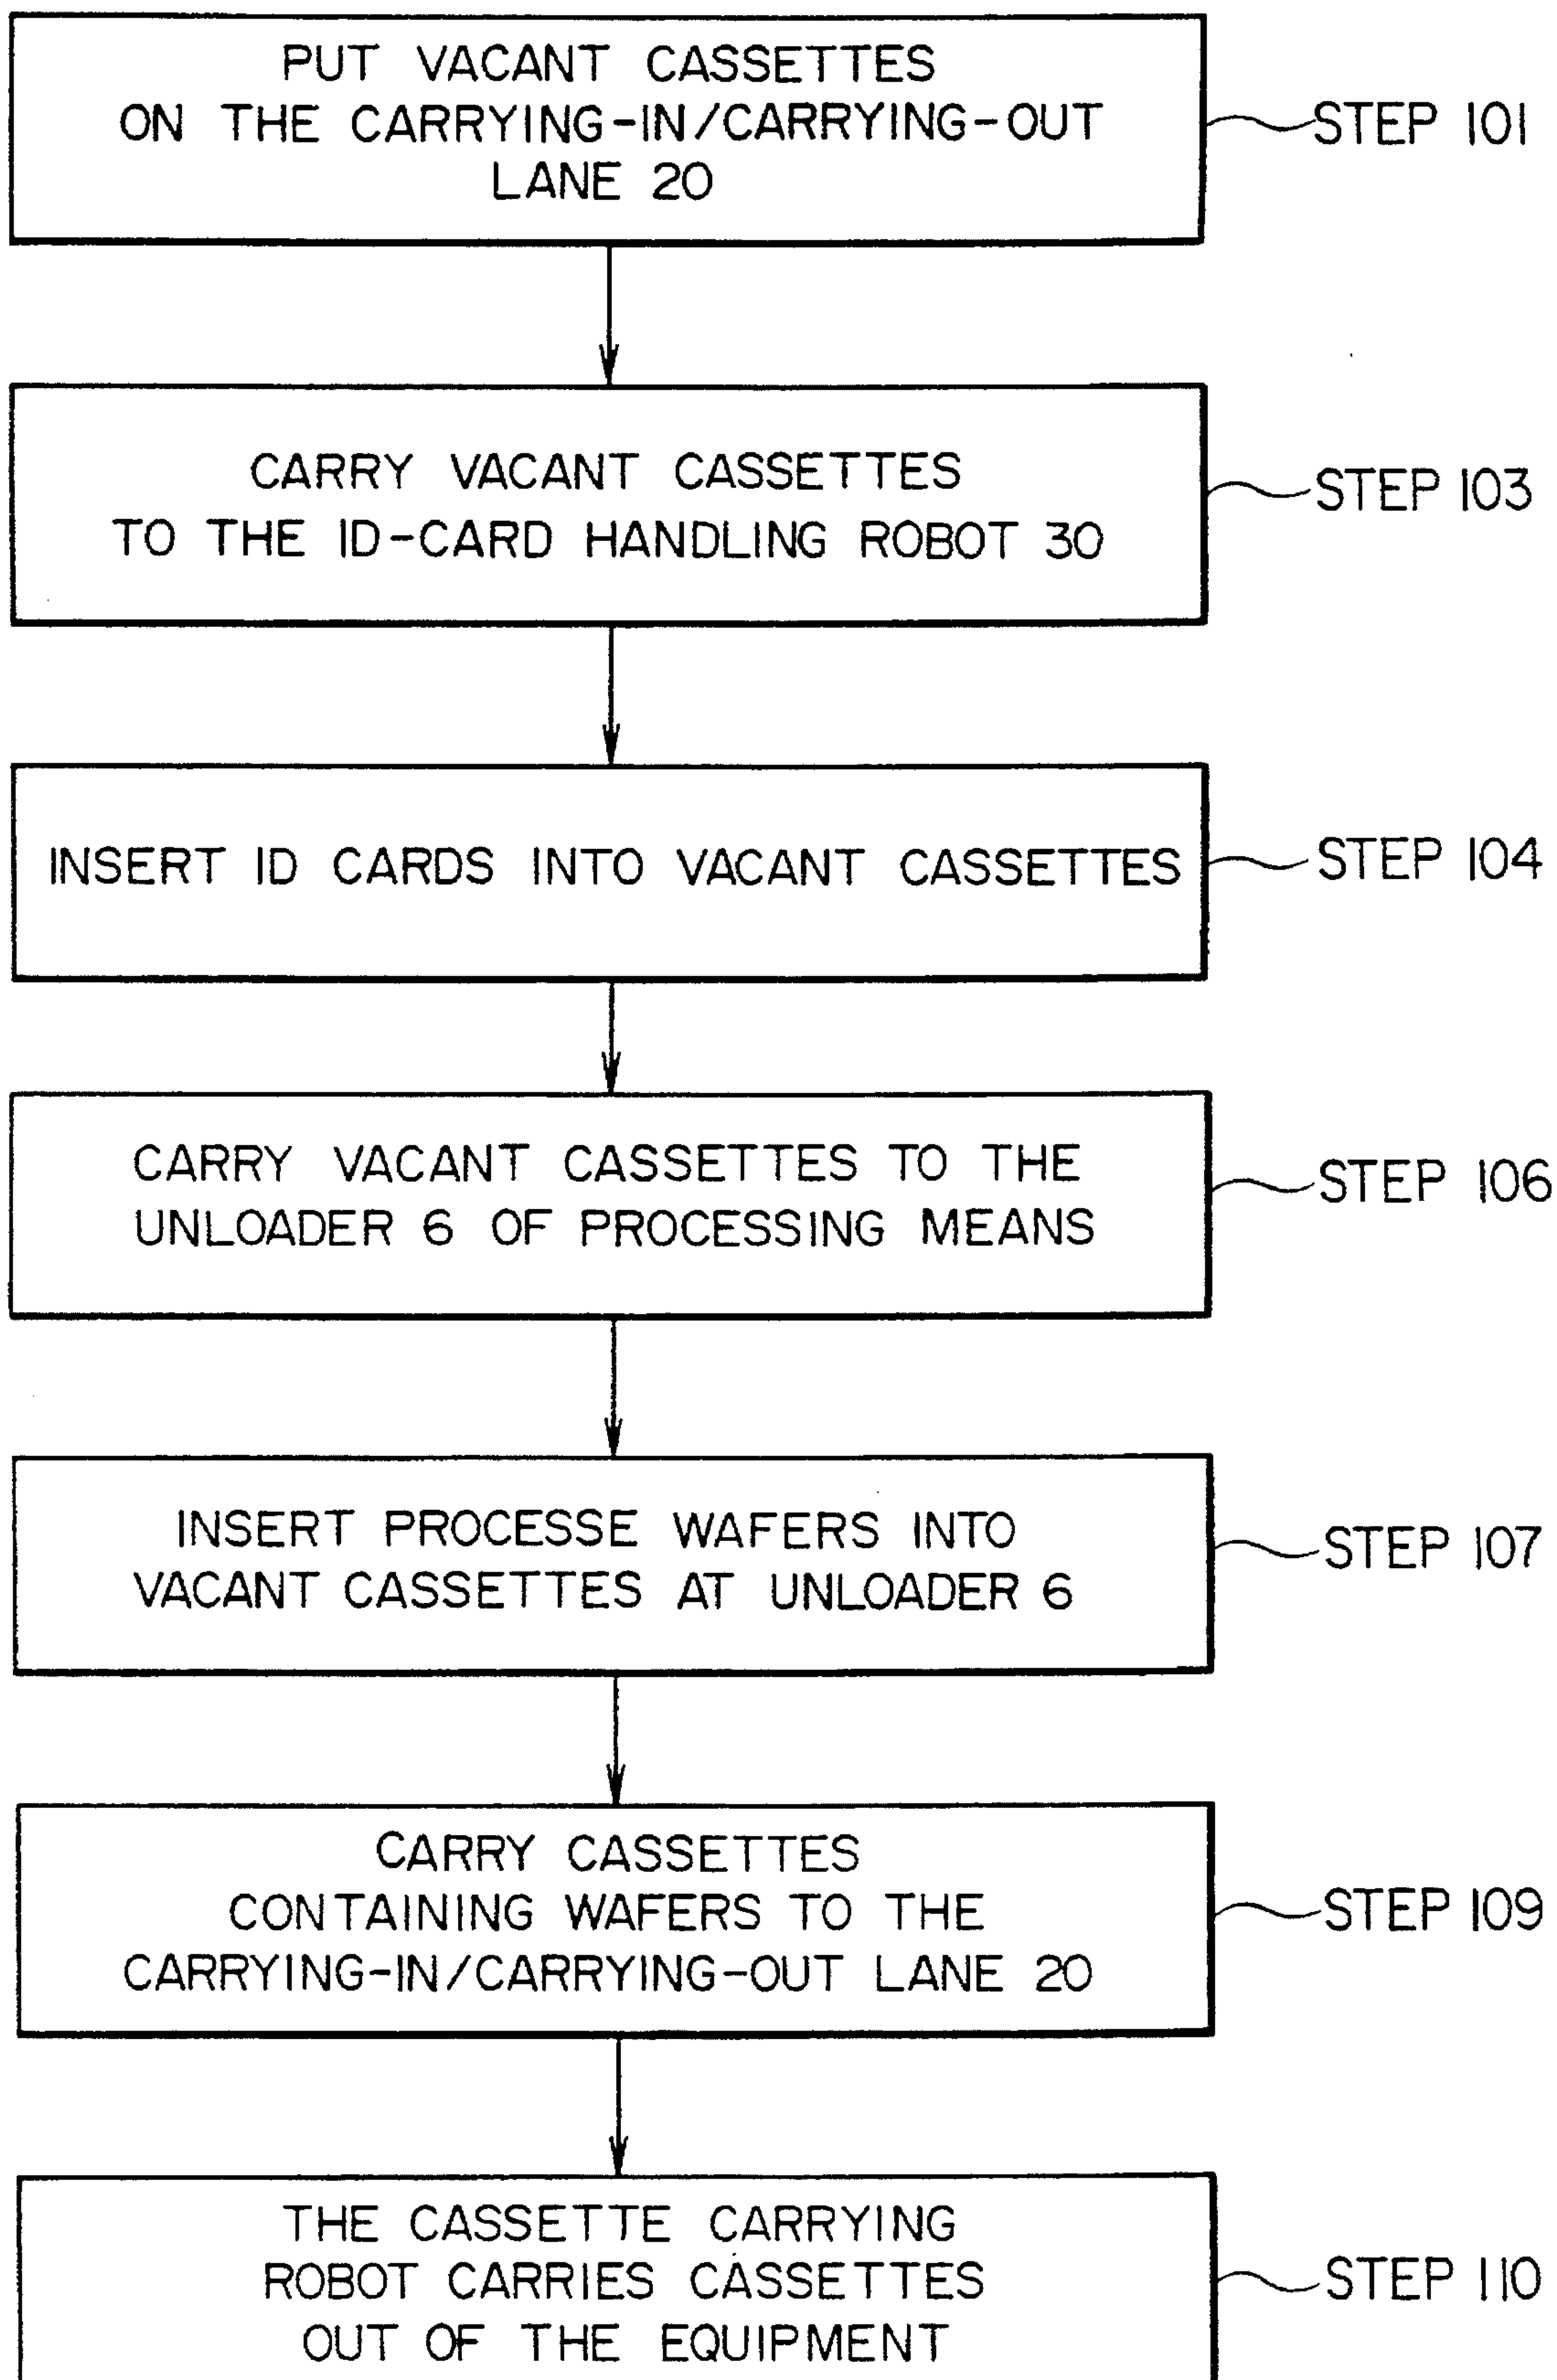 PUT VACANT CASSETTES
ON THE CARRYING-IN/CARRYING-OUT
LANE 20
STEP 101
CARRY VACANT CASSETTES
TO THE ID-CARD HANDLING ROBOT 30
STEP 103
INSERT ID CARDS INTO VACANT CASSETTES
STEP 104
CARRY VACANT CASSETTES TO THE
UNLOADER 6 OF PROCESSING MEANS
STEP 106
INSERT PROCESSE WAFERS INTO
VACANT CASSETTES AT UNLOADER 6
STEP 107
CARRY CASSETTES
CONTAINING WAFERS TO THE
CARRYING-IN/CARRYING-OUT LANE 20
STEP 109
THE CASSETTE CARRYING
ROBOT CARRIES CASSETTES
OUT OF THE EQUIPMENT
STEP 110